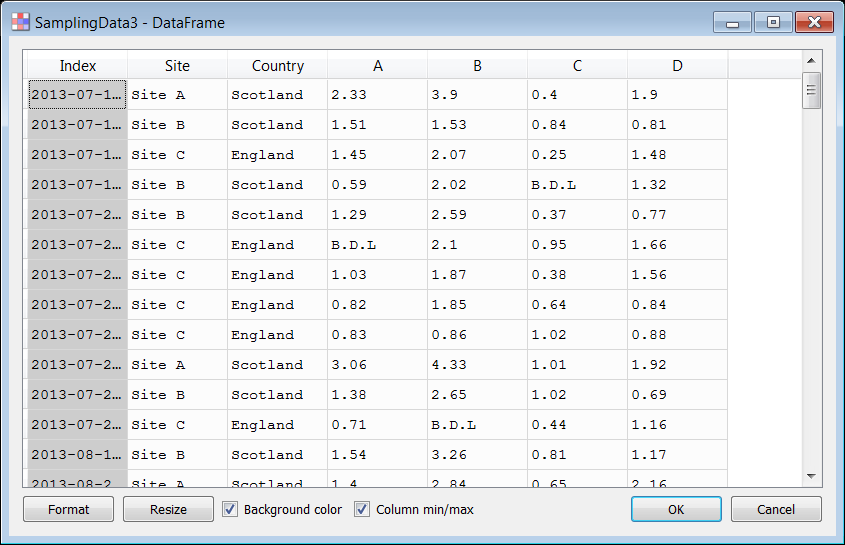 SamplingData3 - DataFrame
Index Site Country A B C D
2013-07-1... Site A Scotland 2.33 3.9 0.4 1.9
2013-07-1... Site B Scotland 1.51 1.53 0.84 0.81
2013-07-1... Site C England 1.45 2.07 0.25 1.48
2013-07-1... Site B Scotland 0.59 2.02 B.D.L 1.32
2013-07-2... Site B Scotland 1.29 2.59 0.37 0.77
2013-07-2... Site C England B.D.L 2.1 0.95 1.66
2013-07-2... Site C England 1.03 1.87 0.38 1.56
2013-07-2... Site C England 0.82 1.85 0.64 0.84
2013-07-2... Site C England 0.83 0.86 1.02 0.88
2013-07-2... Site A Scotland 3.06 4.33 1.01 1.92
2013-07-2... Site B Scotland 1.38 2.65 1.02 0.69
2013-07-2... Site C England 0.71 B.D.L 0.44 1.16
2013-08-1... Site B Scotland 1.54 3.26 0.81 1.17
2013-08-2... Site A Scotland 1.4 2.84 0.65 2.16
Format Resize Background color Column min/max OK Cancel